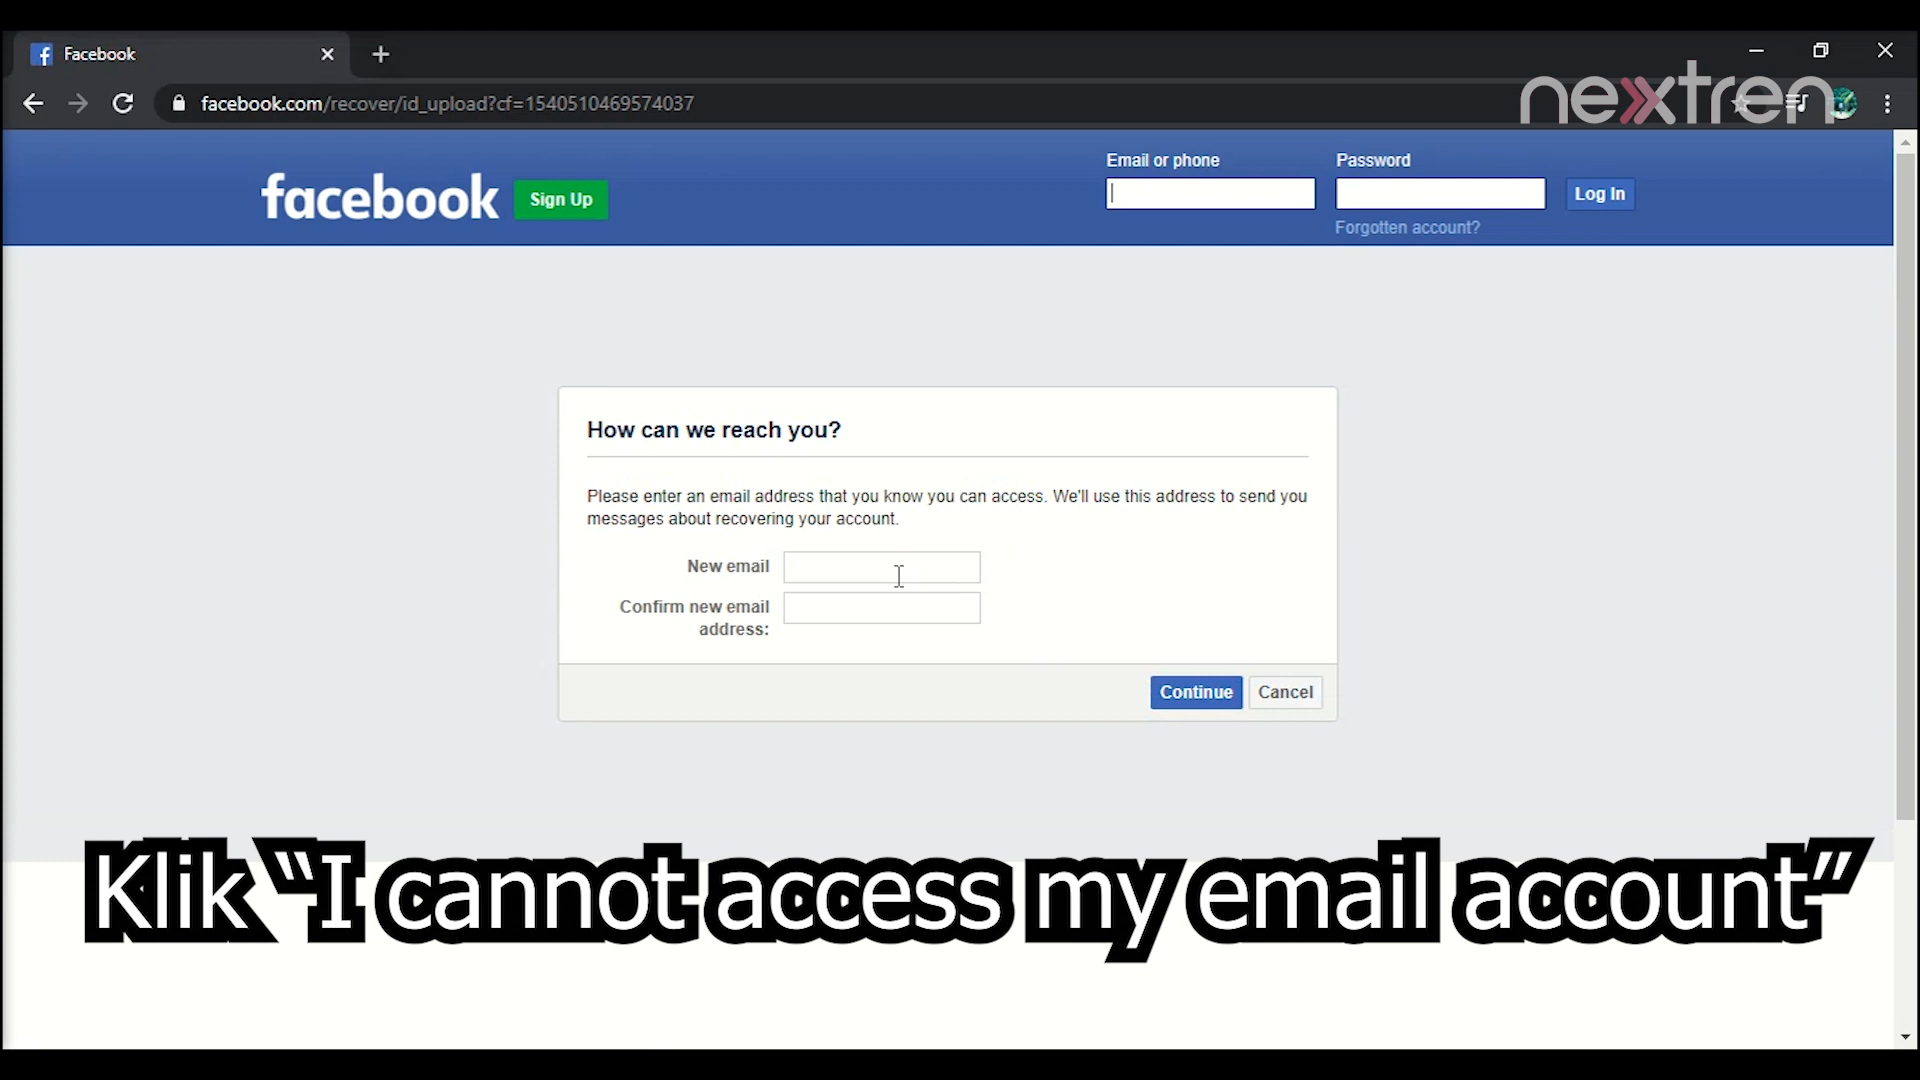 Facebook
nextren
facebook.com/recover/id_upload?cf=1540510469574037
facebook
Sign Up
Email or phone
Password
Log In
Forgotten account?
How can we reach you?
Please enter an email address that you know you can access. We'll use this address to send you
messages about recovering your account.
New email
Confirm new email
address:
Continue
Cancel
Klik “I cannot access my email account”